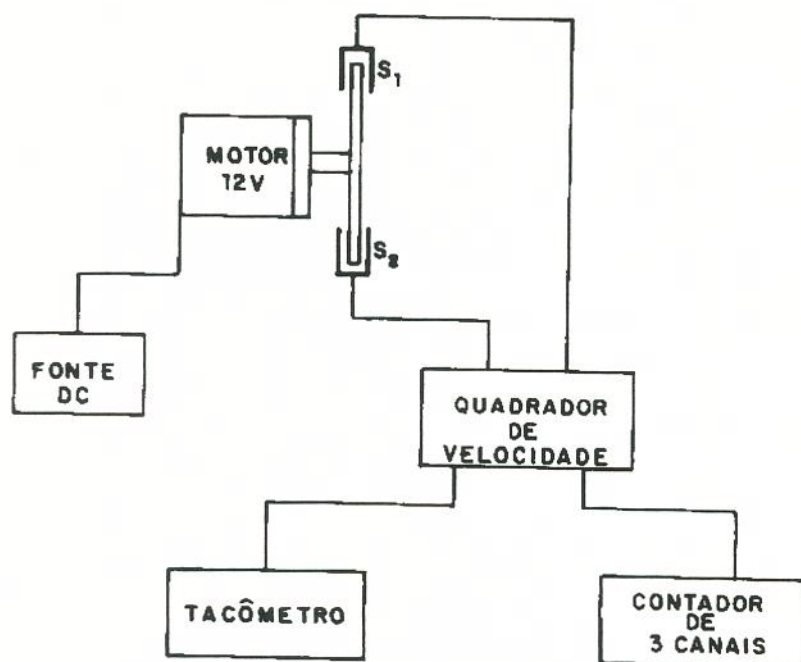 S₁
MOTOR
12V
S₂
FONTE
DC
QUADRADOR
DE
VELOCIDADE
TACÔMETRO
CONTADOR
DE
3 CANAIS